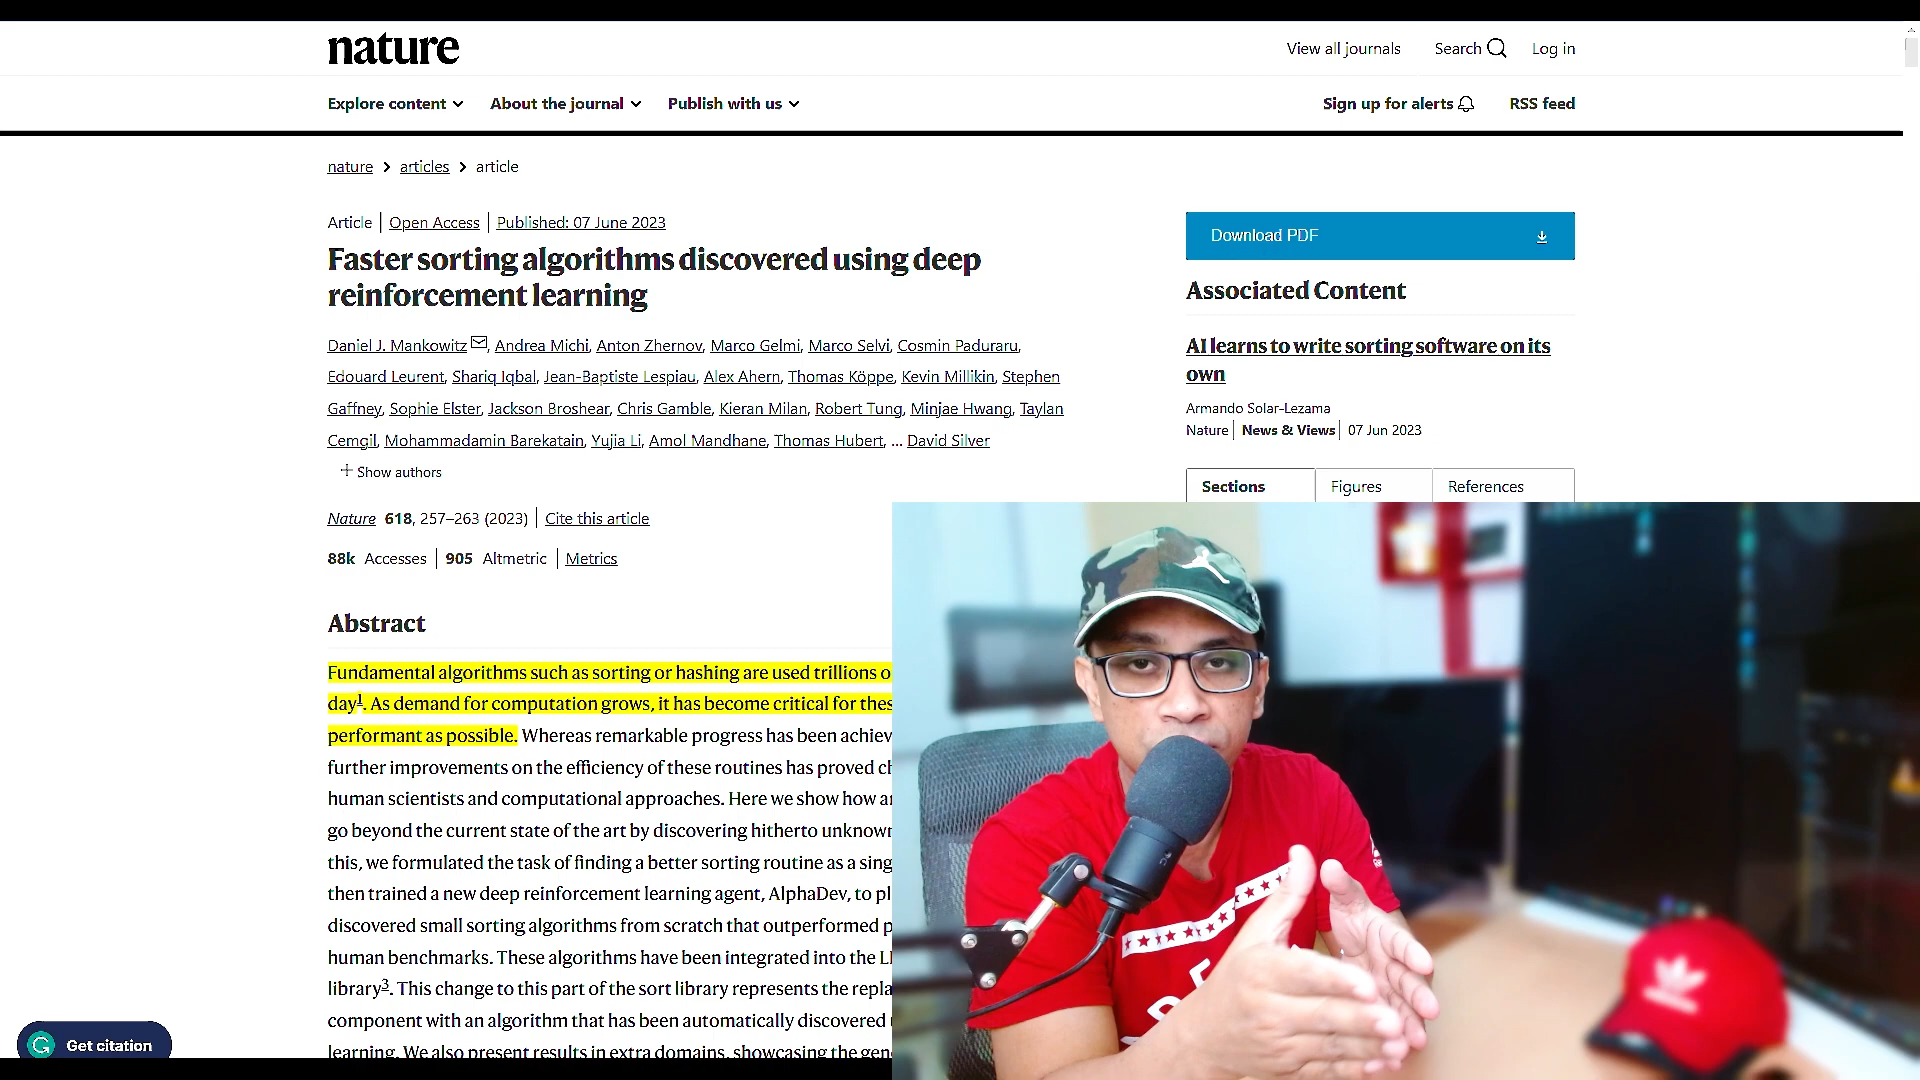 nature
View all journals
Search
Log in
Explore content
About the journal
Publish with us
Sign up for alerts
RSS feed
nature > articles > article
Article | Open Access | Published: 07 June 2023
Faster sorting algorithms discovered using deep
reinforcement learning
Daniel J. Mankowitz, Andrea Michi, Anton Zhernov, Marco Gelmi, Marco Selvi, Cosmin Paduraru,
Edouard Leurent, Shariq Iqbal, Jean-Baptiste Lespiau, Alex Ahern, Thomas Köppe, Kevin Millikin, Stephen
Gaffney, Sophie Elster, Jackson Broshear, Chris Gamble, Kieran Milan, Robert Tung, Minjae Hwang, Taylan
Cemgil, Mohammadamin Barekatain, Yujia Li, Amol Mandhane, Thomas Hubert, ... David Silver
+ Show authors
Nature 618, 257–263 (2023) | Cite this article
88k Accesses | 905 Altmetric | Metrics
Abstract
Fundamental algorithms such as sorting or hashing are used trillions
day1. As demand for computation grows, it has become critical for
performant as possible. Whereas remarkable progress has been
further improvements on the efficiency of these routines has proved
human scientists and computational approaches. Here we show how
go beyond the current state of the art by discovering hitherto
this, we formulated the task of finding a better sorting routine as a
then trained a new deep reinforcement learning agent, AlphaDev, to
discovered small sorting algorithms from scratch that outperformed
human benchmarks. These algorithms have been integrated into the
library3. This change to this part of the sort library represents the
component with an algorithm that has been automatically discovered
learning. We also present results in extra domains, showcasing the
Download PDF
Associated Content
AI learns to write sorting software on its
own
Armando Solar-Lezama
Nature | News & Views | 07 Jun 2023
Sections
Figures
References
Get citation